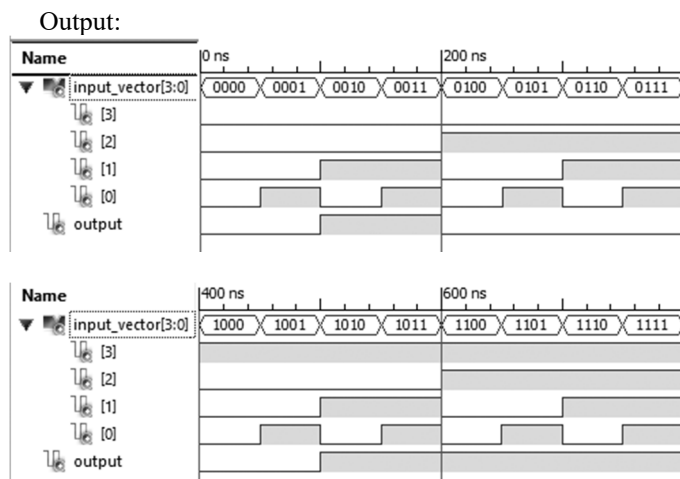 Output:
Name 0 ns 200 ns
input_vector[3:0] 0000 0001 0010 0011 0100 0101 0110 0111
[3]
[2]
[1]
[0]
output
Name 400 ns 600 ns
input_vector[3:0] 1000 1001 1010 1011 1100 1101 1110 1111
[3]
[2]
[1]
[0]
output